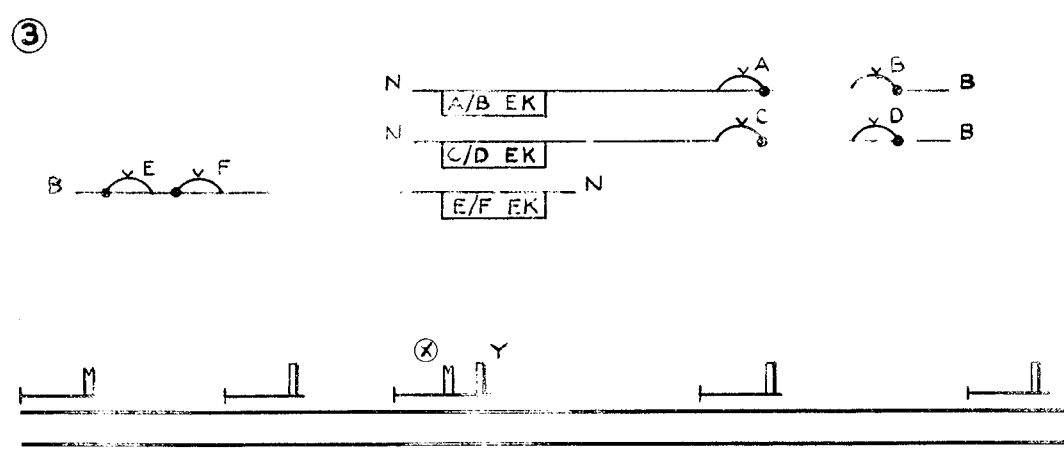 3
N A B B
A/B EK
N C D B
C/D EK
B E F N
E/F EK
X Y
M M